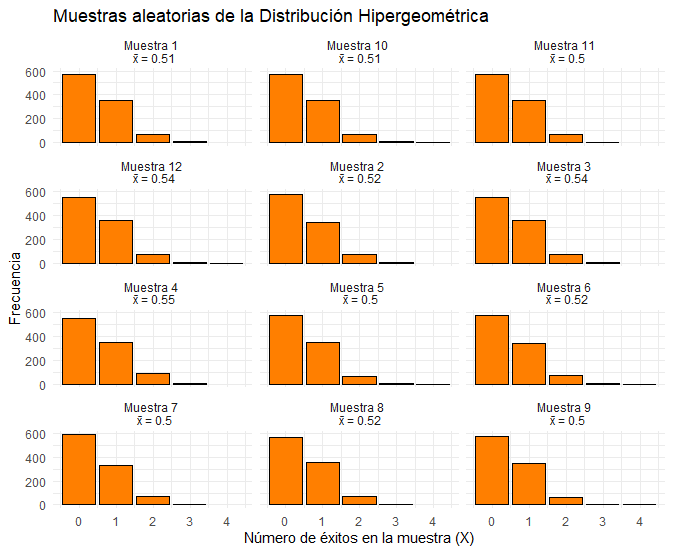 Muestras aleatorias de la Distribución Hipergeométrica
Muestra 1
x̄ = 0.51
Muestra 10
x̄ = 0.51
Muestra 11
x̄ = 0.5
600
400
200
0
Muestra 12
x̄ = 0.54
Muestra 2
x̄ = 0.52
Muestra 3
x̄ = 0.54
600
400
200
0
Muestra 4
x̄ = 0.55
Muestra 5
x̄ = 0.5
Muestra 6
x̄ = 0.52
600
400
200
0
Muestra 7
x̄ = 0.5
Muestra 8
x̄ = 0.52
Muestra 9
x̄ = 0.5
600
400
200
0
Frecuencia
0 1 2 3 4
0 1 2 3 4
0 1 2 3 4
Número de éxitos en la muestra (X)